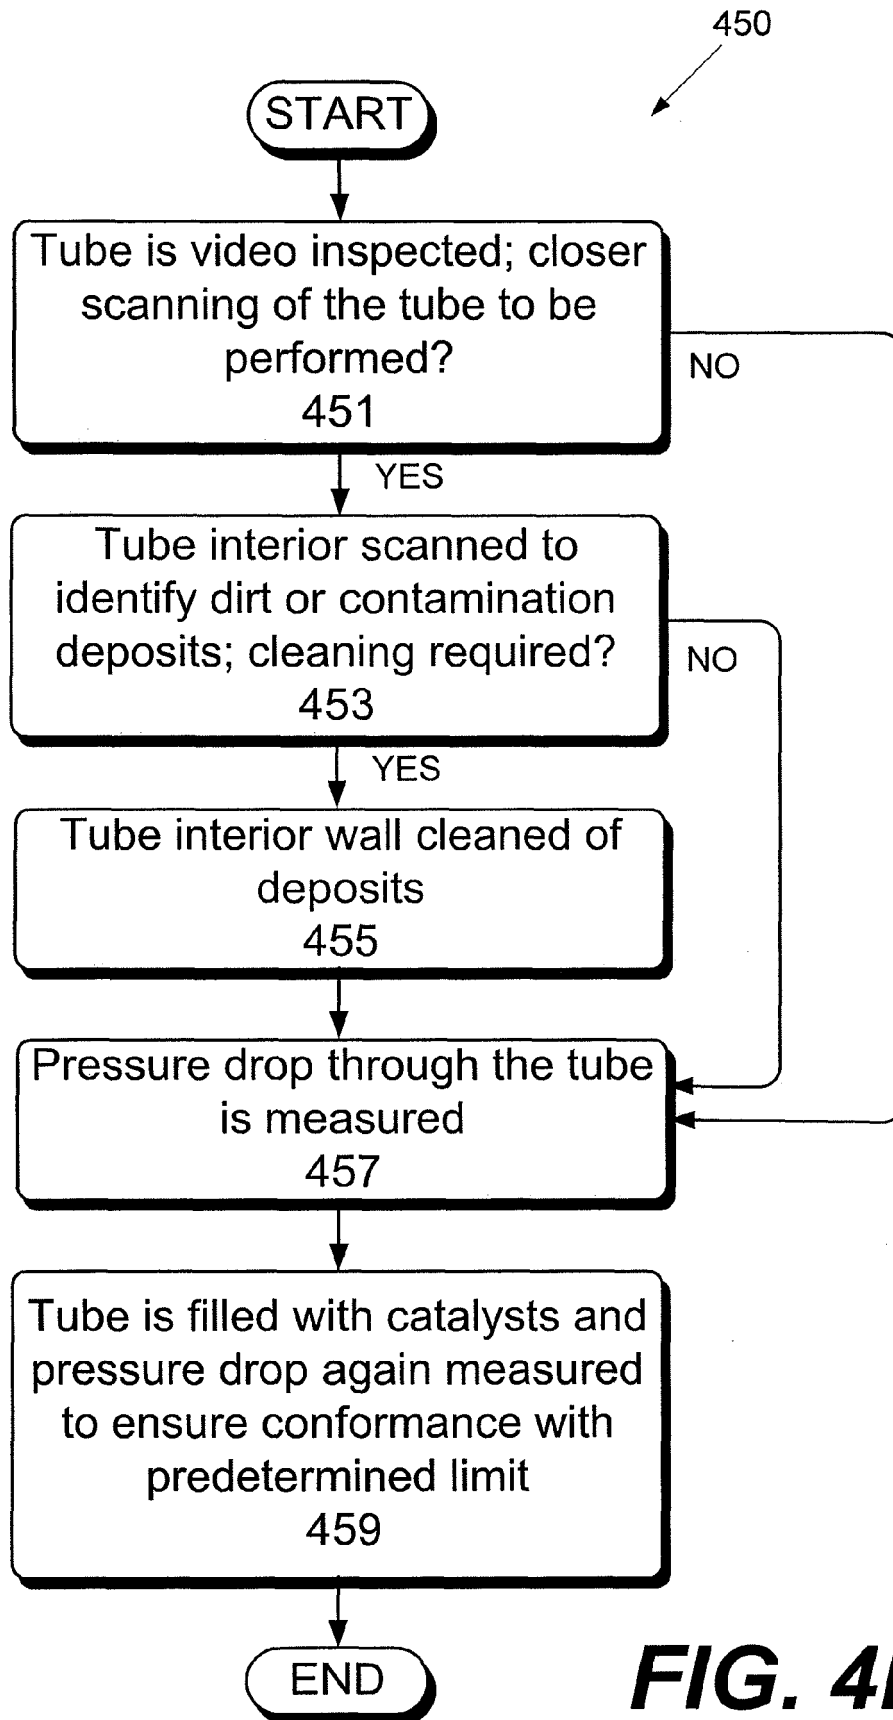 450
START
Tube is video inspected; closer
scanning of the tube to be
performed?
451
NO
YES
Tube interior scanned to
identify dirt or contamination
deposits; cleaning required?
453
NO
YES
Tube interior wall cleaned of
deposits
455
Pressure drop through the tube
is measured
457
Tube is filled with catalysts and
pressure drop again measured
to ensure conformance with
predetermined limit
459
END
FIG.